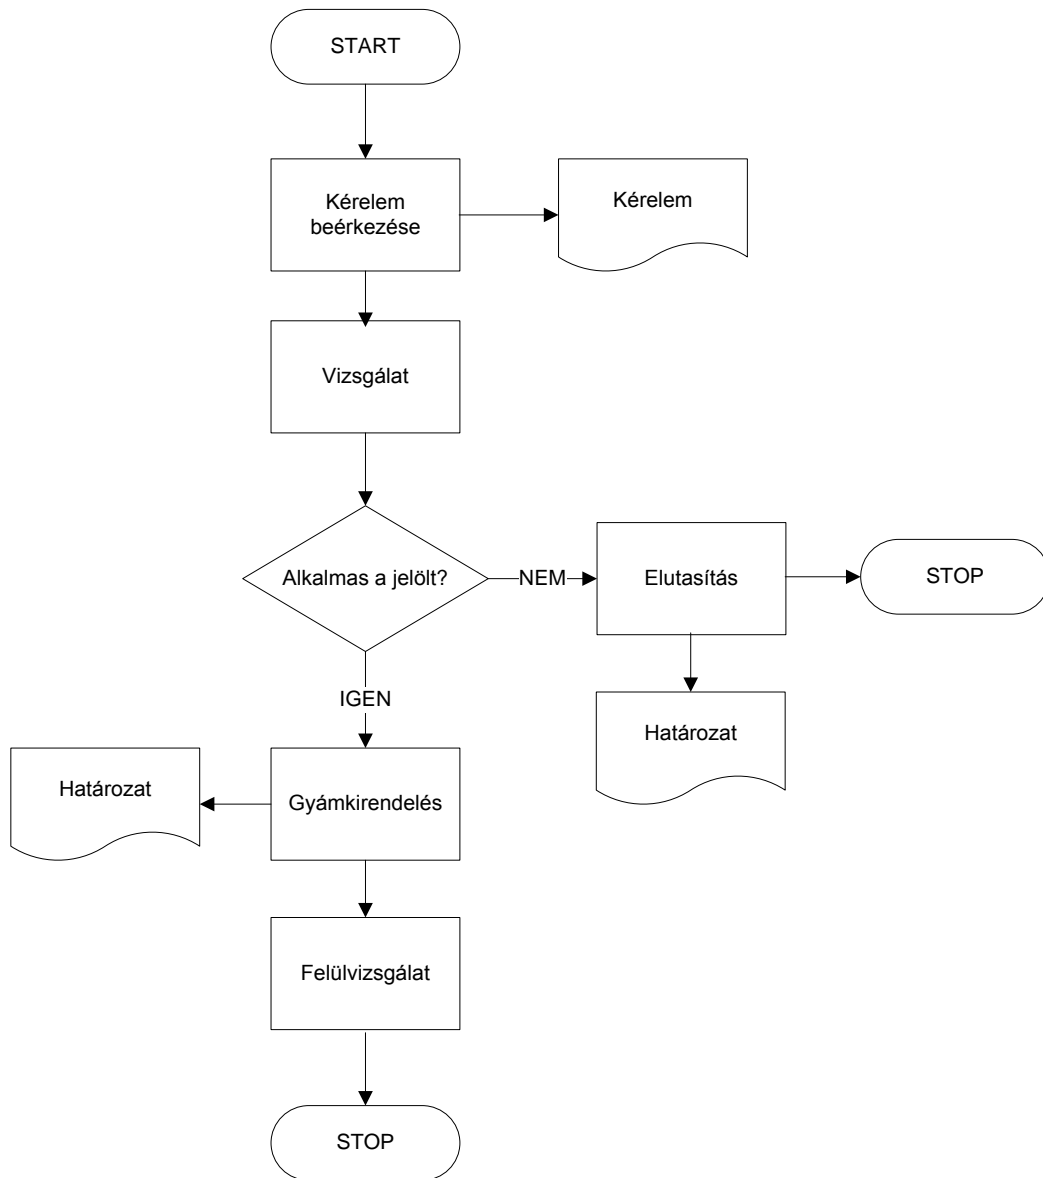 START
Kérelem
beérkezése
Kérelem
Vizsgálat
Alkalmas a jelölt?
NEM
Elutasítás
STOP
IGEN
Határozat
Határozat
Gyámkirendelés
Felülvizsgálat
STOP